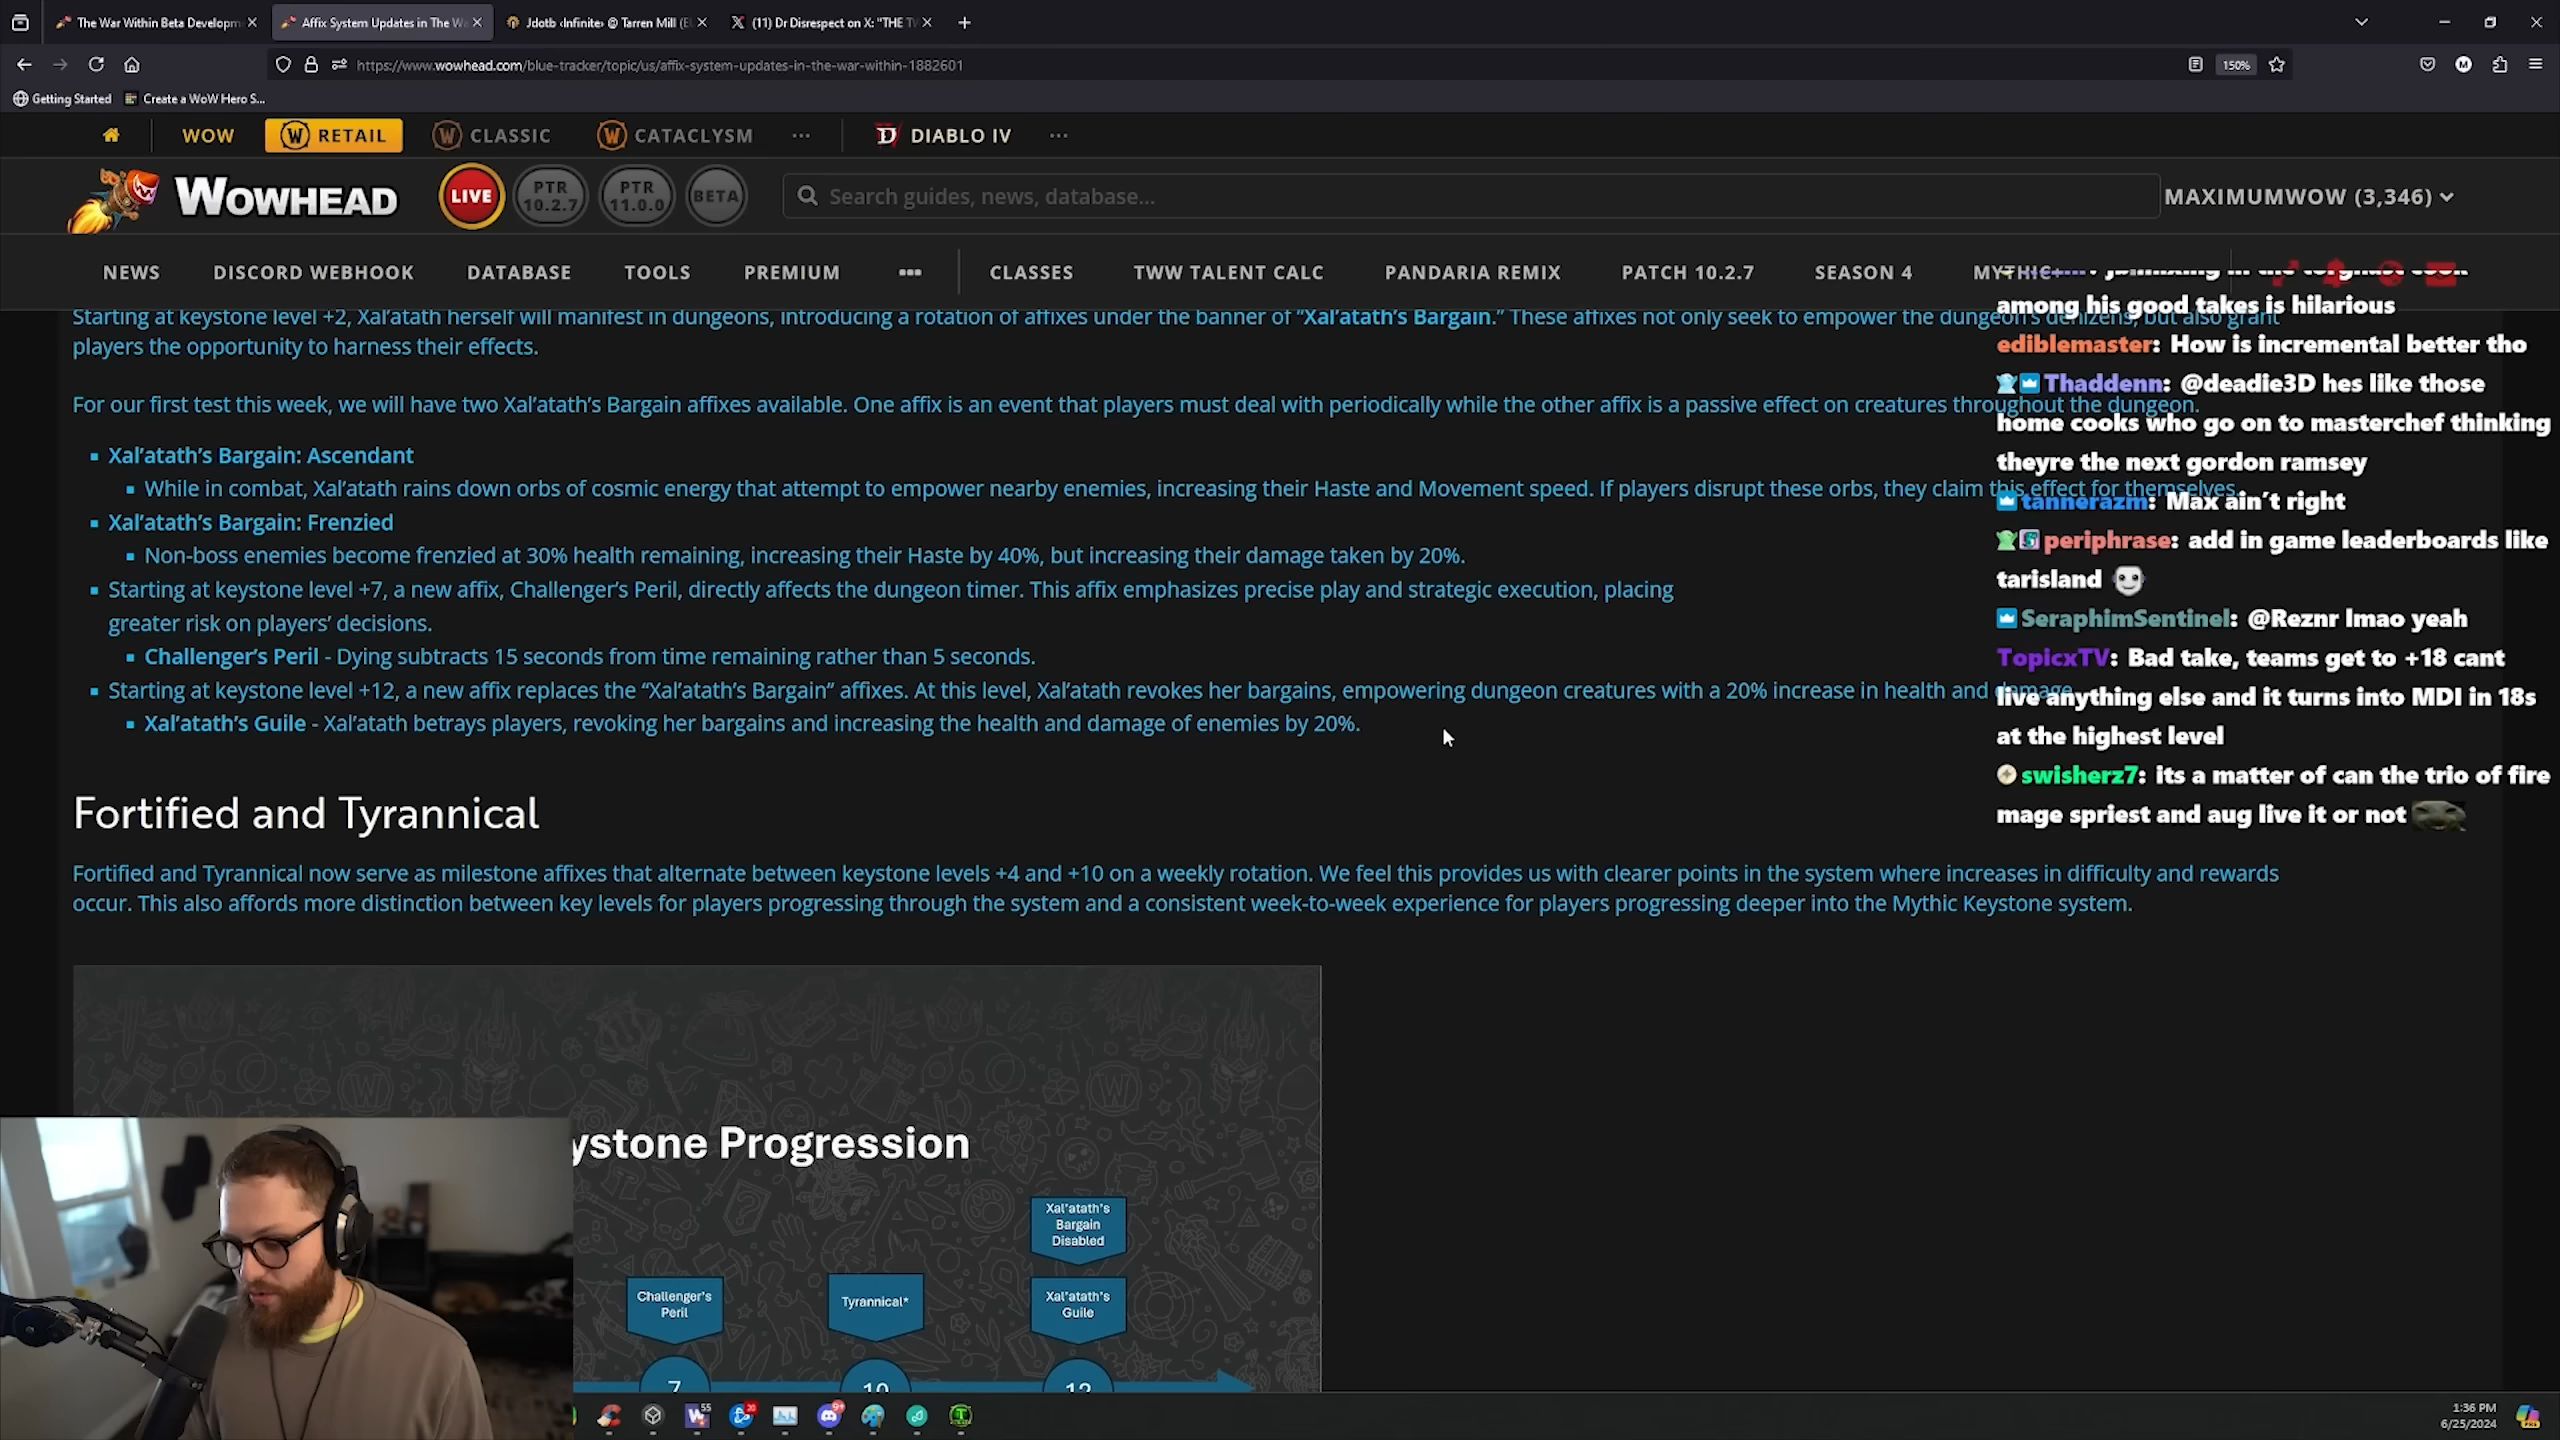 The War Within Beta Developm
Affix System Updates in The Wa
Jdotb ‹Infinite› @ Tarren Mill (E
(11) Dr Disrespect on X: "THE TW
https://www.wowhead.com/blue-tracker/topic/us/affix-system-updates-in-the-war-within-1882601
150%
Getting Started
Create a WoW Hero S...
WOW
RETAIL
CLASSIC
CATACLYSM
DIABLO IV
WOWHEAD
LIVE
PTR 10.2.7
PTR 11.0.0
BETA
Search guides, news, database...
MAXIMUMWOW (3,346)
NEWS
DISCORD WEBHOOK
DATABASE
TOOLS
PREMIUM
CLASSES
TWW TALENT CALC
PANDARIA REMIX
PATCH 10.2.7
SEASON 4
MYTHIC+
Starting at keystone level +2, Xal'atath herself will manifest in dungeons, introducing a rotation of affixes under the banner of "Xal'atath's Bargain." These affixes not only seek to empower the dungeon's denizens, but also grant
players the opportunity to harness their effects.
For our first test this week, we will have two Xal'atath's Bargain affixes available. One affix is an event that players must deal with periodically while the other affix is a passive effect on creatures throughout the dungeon.
Xal'atath's Bargain: Ascendant
While in combat, Xal'atath rains down orbs of cosmic energy that attempt to empower nearby enemies, increasing their Haste and Movement speed. If players disrupt these orbs, they claim this effect for themselves.
Xal'atath's Bargain: Frenzied
Non-boss enemies become frenzied at 30% health remaining, increasing their Haste by 40%, but increasing their damage taken by 20%.
Starting at keystone level +7, a new affix, Challenger's Peril, directly affects the dungeon timer. This affix emphasizes precise play and strategic execution, placing
greater risk on players' decisions.
Challenger's Peril - Dying subtracts 15 seconds from time remaining rather than 5 seconds.
Starting at keystone level +12, a new affix replaces the "Xal'atath's Bargain" affixes. At this level, Xal'atath revokes her bargains, empowering dungeon creatures with a 20% increase in health and damage.
Xal'atath's Guile - Xal'atath betrays players, revoking her bargains and increasing the health and damage of enemies by 20%.
Fortified and Tyrannical
Fortified and Tyrannical now serve as milestone affixes that alternate between keystone levels +4 and +10 on a weekly rotation. We feel this provides us with clearer points in the system where increases in difficulty and rewards
occur. This also affords more distinction between key levels for players progressing through the system and a consistent week-to-week experience for players progressing deeper into the Mythic Keystone system.
ystone Progression
Xal'atath's
Bargain
Disabled
Challenger's
Peril
Tyrannical*
Xal'atath's
Guile
7
10
12
among his good takes is hilarious
ediblemaster: How is incremental better tho
Thaddenn: @deadie3D hes like those
home cooks who go on to masterchef thinking
theyre the next gordon ramsey
tannerazm: Max ain't right
periphrase: add in game leaderboards like
tarisland
SeraphimSentinel: @Reznr lmao yeah
TopicxTV: Bad take, teams get to +18 cant
live anything else and it turns into MDI in 18s
at the highest level
swisherz7: its a matter of can the trio of fire
mage spriest and aug live it or not
55
20
9+
1:36 PM
6/25/2024